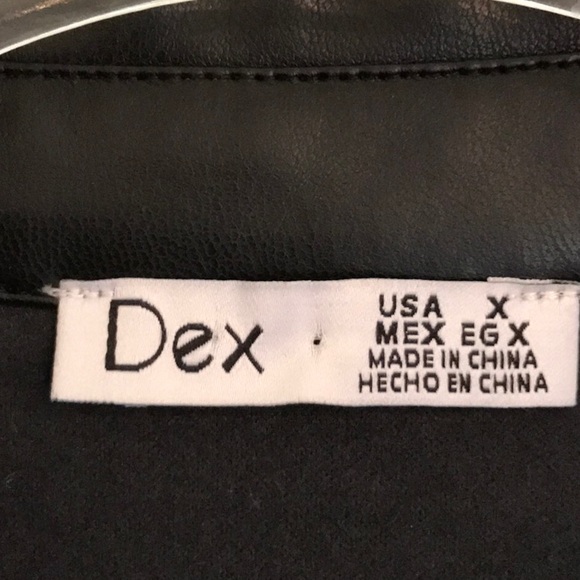 Dex
USA X
MEX EG X
MADE IN CHINA
HECHO EN CHINA